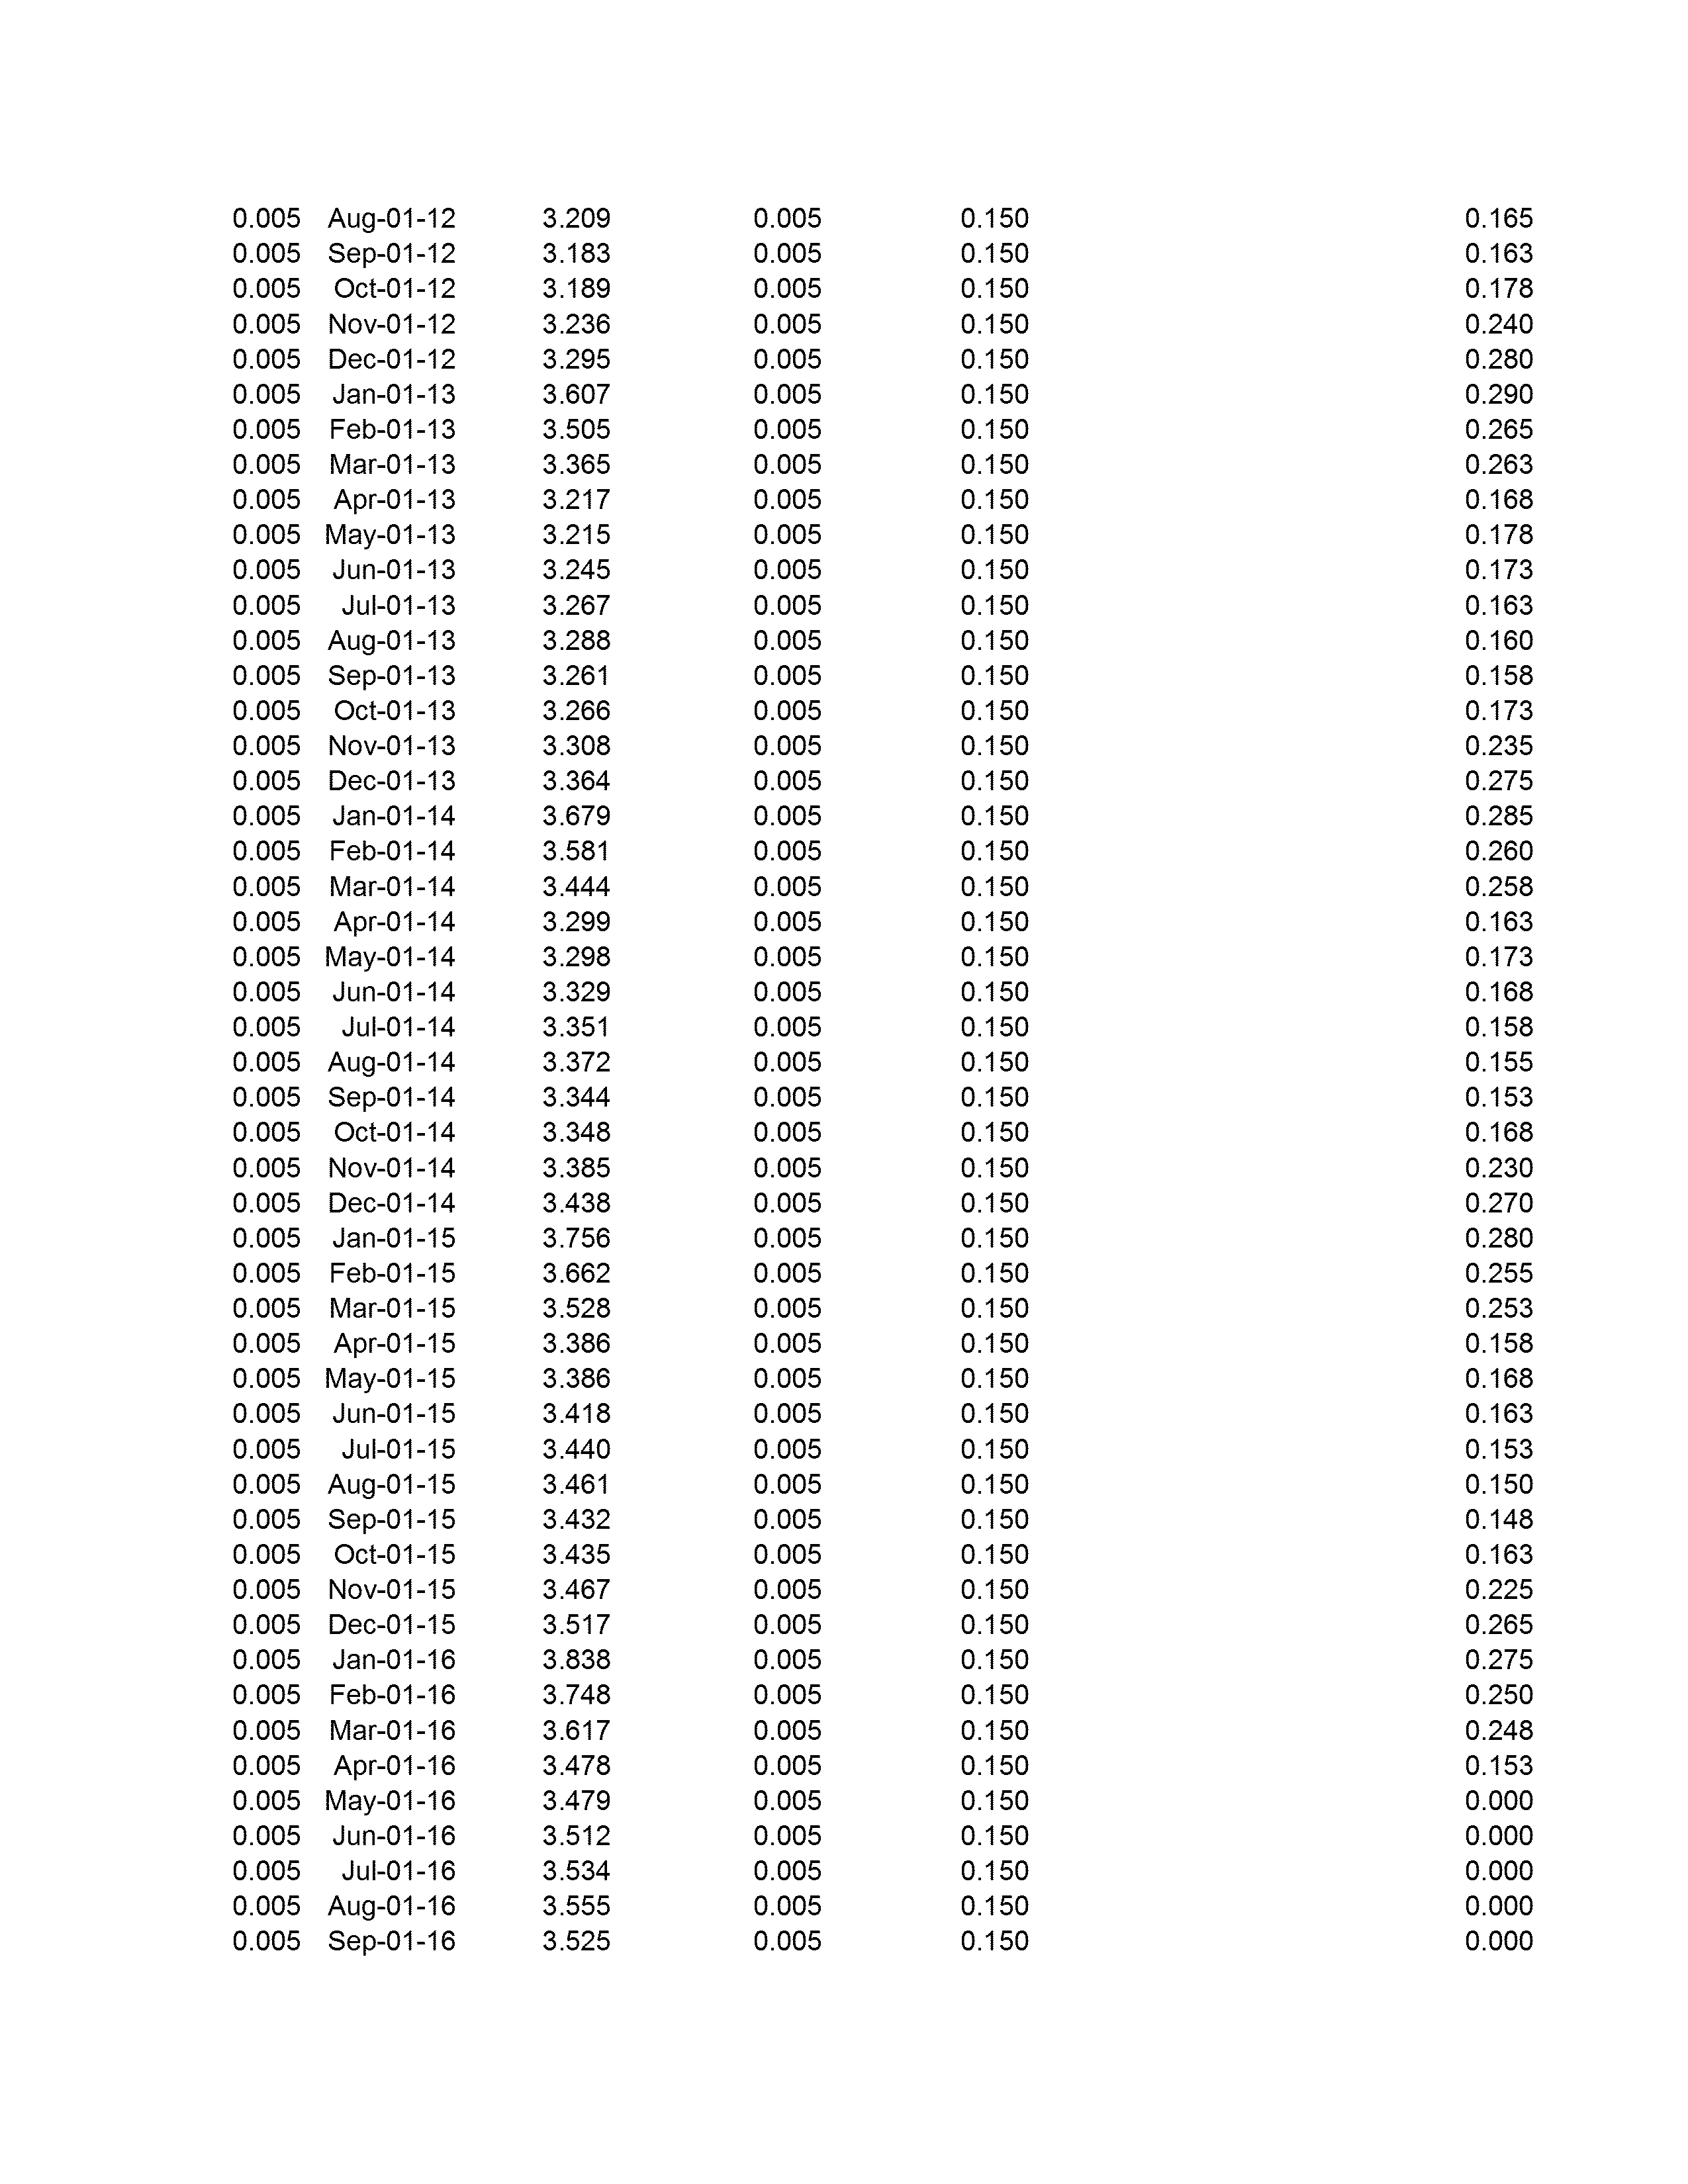 0.005 Aug-01-12 3.209 0.005 0.150 0.165
0.005 Sep-01-12 3.183 0.005 0.150 0.163
0.005 Oct-01-12 3.189 0.005 0.150 0.178
0.005 Nov-01-12 3.236 0.005 0.150 0.240
0.005 Dec-01-12 3.295 0.005 0.150 0.280
0.005 Jan-01-13 3.607 0.005 0.150 0.290
0.005 Feb-01-13 3.505 0.005 0.150 0.265
0.005 Mar-01-13 3.365 0.005 0.150 0.263
0.005 Apr-01-13 3.217 0.005 0.150 0.168
0.005 May-01-13 3.215 0.005 0.150 0.178
0.005 Jun-01-13 3.245 0.005 0.150 0.173
0.005 Jul-01-13 3.267 0.005 0.150 0.163
0.005 Aug-01-13 3.288 0.005 0.150 0.160
0.005 Sep-01-13 3.261 0.005 0.150 0.158
0.005 Oct-01-13 3.266 0.005 0.150 0.173
0.005 Nov-01-13 3.308 0.005 0.150 0.235
0.005 Dec-01-13 3.364 0.005 0.150 0.275
0.005 Jan-01-14 3.679 0.005 0.150 0.285
0.005 Feb-01-14 3.581 0.005 0.150 0.260
0.005 Mar-01-14 3.444 0.005 0.150 0.258
0.005 Apr-01-14 3.299 0.005 0.150 0.163
0.005 May-01-14 3.298 0.005 0.150 0.173
0.005 Jun-01-14 3.329 0.005 0.150 0.168
0.005 Jul-01-14 3.351 0.005 0.150 0.158
0.005 Aug-01-14 3.372 0.005 0.150 0.155
0.005 Sep-01-14 3.344 0.005 0.150 0.153
0.005 Oct-01-14 3.348 0.005 0.150 0.168
0.005 Nov-01-14 3.385 0.005 0.150 0.230
0.005 Dec-01-14 3.438 0.005 0.150 0.270
0.005 Jan-01-15 3.756 0.005 0.150 0.280
0.005 Feb-01-15 3.662 0.005 0.150 0.255
0.005 Mar-01-15 3.528 0.005 0.150 0.253
0.005 Apr-01-15 3.386 0.005 0.150 0.158
0.005 May-01-15 3.386 0.005 0.150 0.168
0.005 Jun-01-15 3.418 0.005 0.150 0.163
0.005 Jul-01-15 3.440 0.005 0.150 0.153
0.005 Aug-01-15 3.461 0.005 0.150 0.150
0.005 Sep-01-15 3.432 0.005 0.150 0.148
0.005 Oct-01-15 3.435 0.005 0.150 0.163
0.005 Nov-01-15 3.467 0.005 0.150 0.225
0.005 Dec-01-15 3.517 0.005 0.150 0.265
0.005 Jan-01-16 3.838 0.005 0.150 0.275
0.005 Feb-01-16 3.748 0.005 0.150 0.250
0.005 Mar-01-16 3.617 0.005 0.150 0.248
0.005 Apr-01-16 3.478 0.005 0.150 0.153
0.005 May-01-16 3.479 0.005 0.150 0.000
0.005 Jun-01-16 3.512 0.005 0.150 0.000
0.005 Jul-01-16 3.534 0.005 0.150 0.000
0.005 Aug-01-16 3.555 0.005 0.150 0.000
0.005 Sep-01-16 3.525 0.005 0.150 0.000